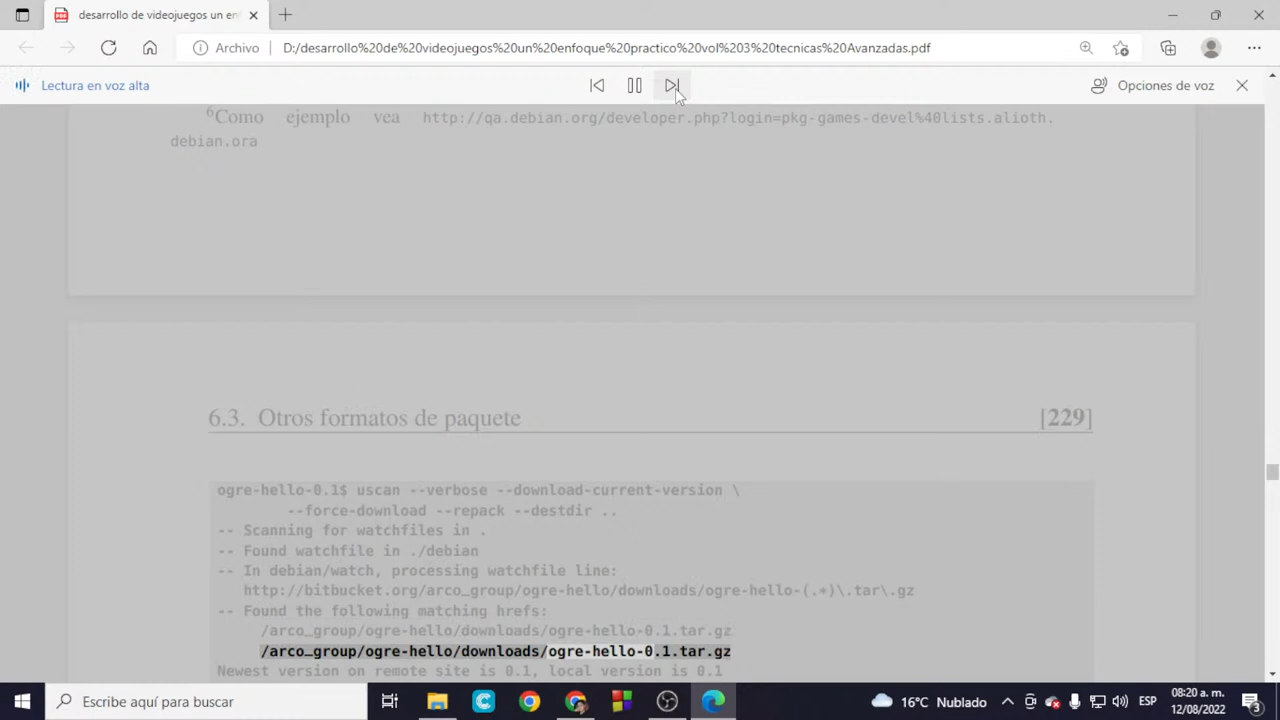 desarrollo de videojuegos un en
Archivo
D:/desarrollo%20de%20videojuegos%20un%20enfoque%20practico%20vol%203%20tecnicas%20Avanzadas.pdf
Lectura en voz alta
Opciones de voz
6Como ejemplo vea http://qa.debian.org/developer.php?login=pkg-games-devel%40lists.alioth.
debian.ora
6.3. Otros formatos de paquete
[229]
ogre-hello-0.1$ uscan --verbose --download-current-version \
--force-download --repack --destdir ..
-- Scanning for watchfiles in .
-- Found watchfile in ./debian
-- In debian/watch, processing watchfile line:
http://bitbucket.org/arco_group/ogre-hello/downloads/ogre-hello-(.*)\.tar\.gz
-- Found the following matching hrefs:
/arco_group/ogre-hello/downloads/ogre-hello-0.1.tar.gz
/arco_group/ogre-hello/downloads/ogre-hello-0.1.tar.gz
Newest version on remote site is 0.1, local version is 0.1
Escribe aquí para buscar
16°C Nublado
ESP
08:20 a. m.
12/08/2022
3